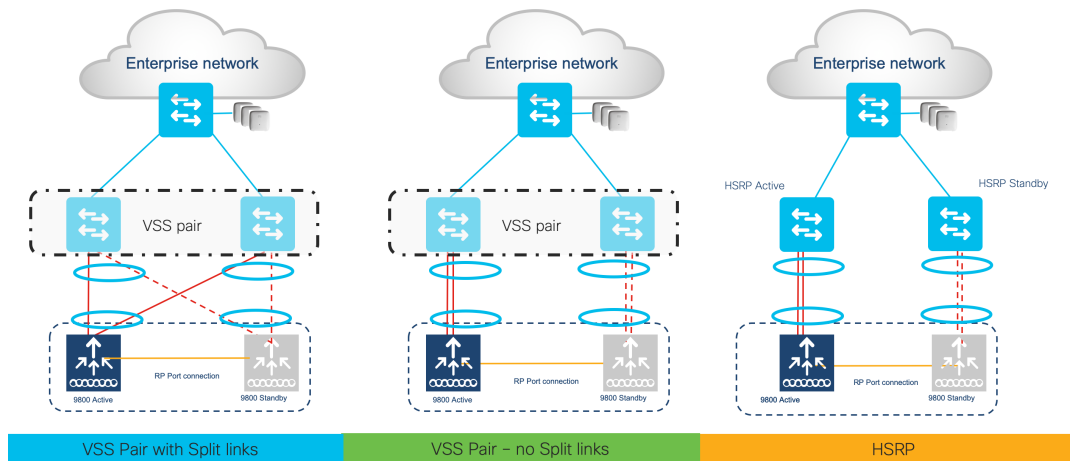 Enterprise network
VSS pair
RP Port connection
9800 Active
9800 Standby
VSS Pair with Split links
Enterprise network
VSS pair
RP Port connection
9800 Active
9800 Standby
VSS Pair – no Split links
Enterprise network
HSRP Active
HSRP Standby
RP Port connection
9800 Active
9800 Standby
HSRP